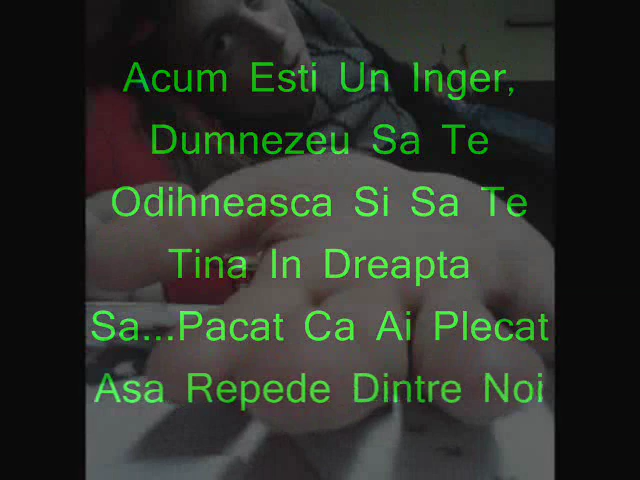 Acum Esti Un Inger,
Dumnezeu Sa Te
Odihneasca Si Sa Te
Tina In Dreapta
Sa...Pacat Ca Ai Plecat
Asa Repede Dintre Noi